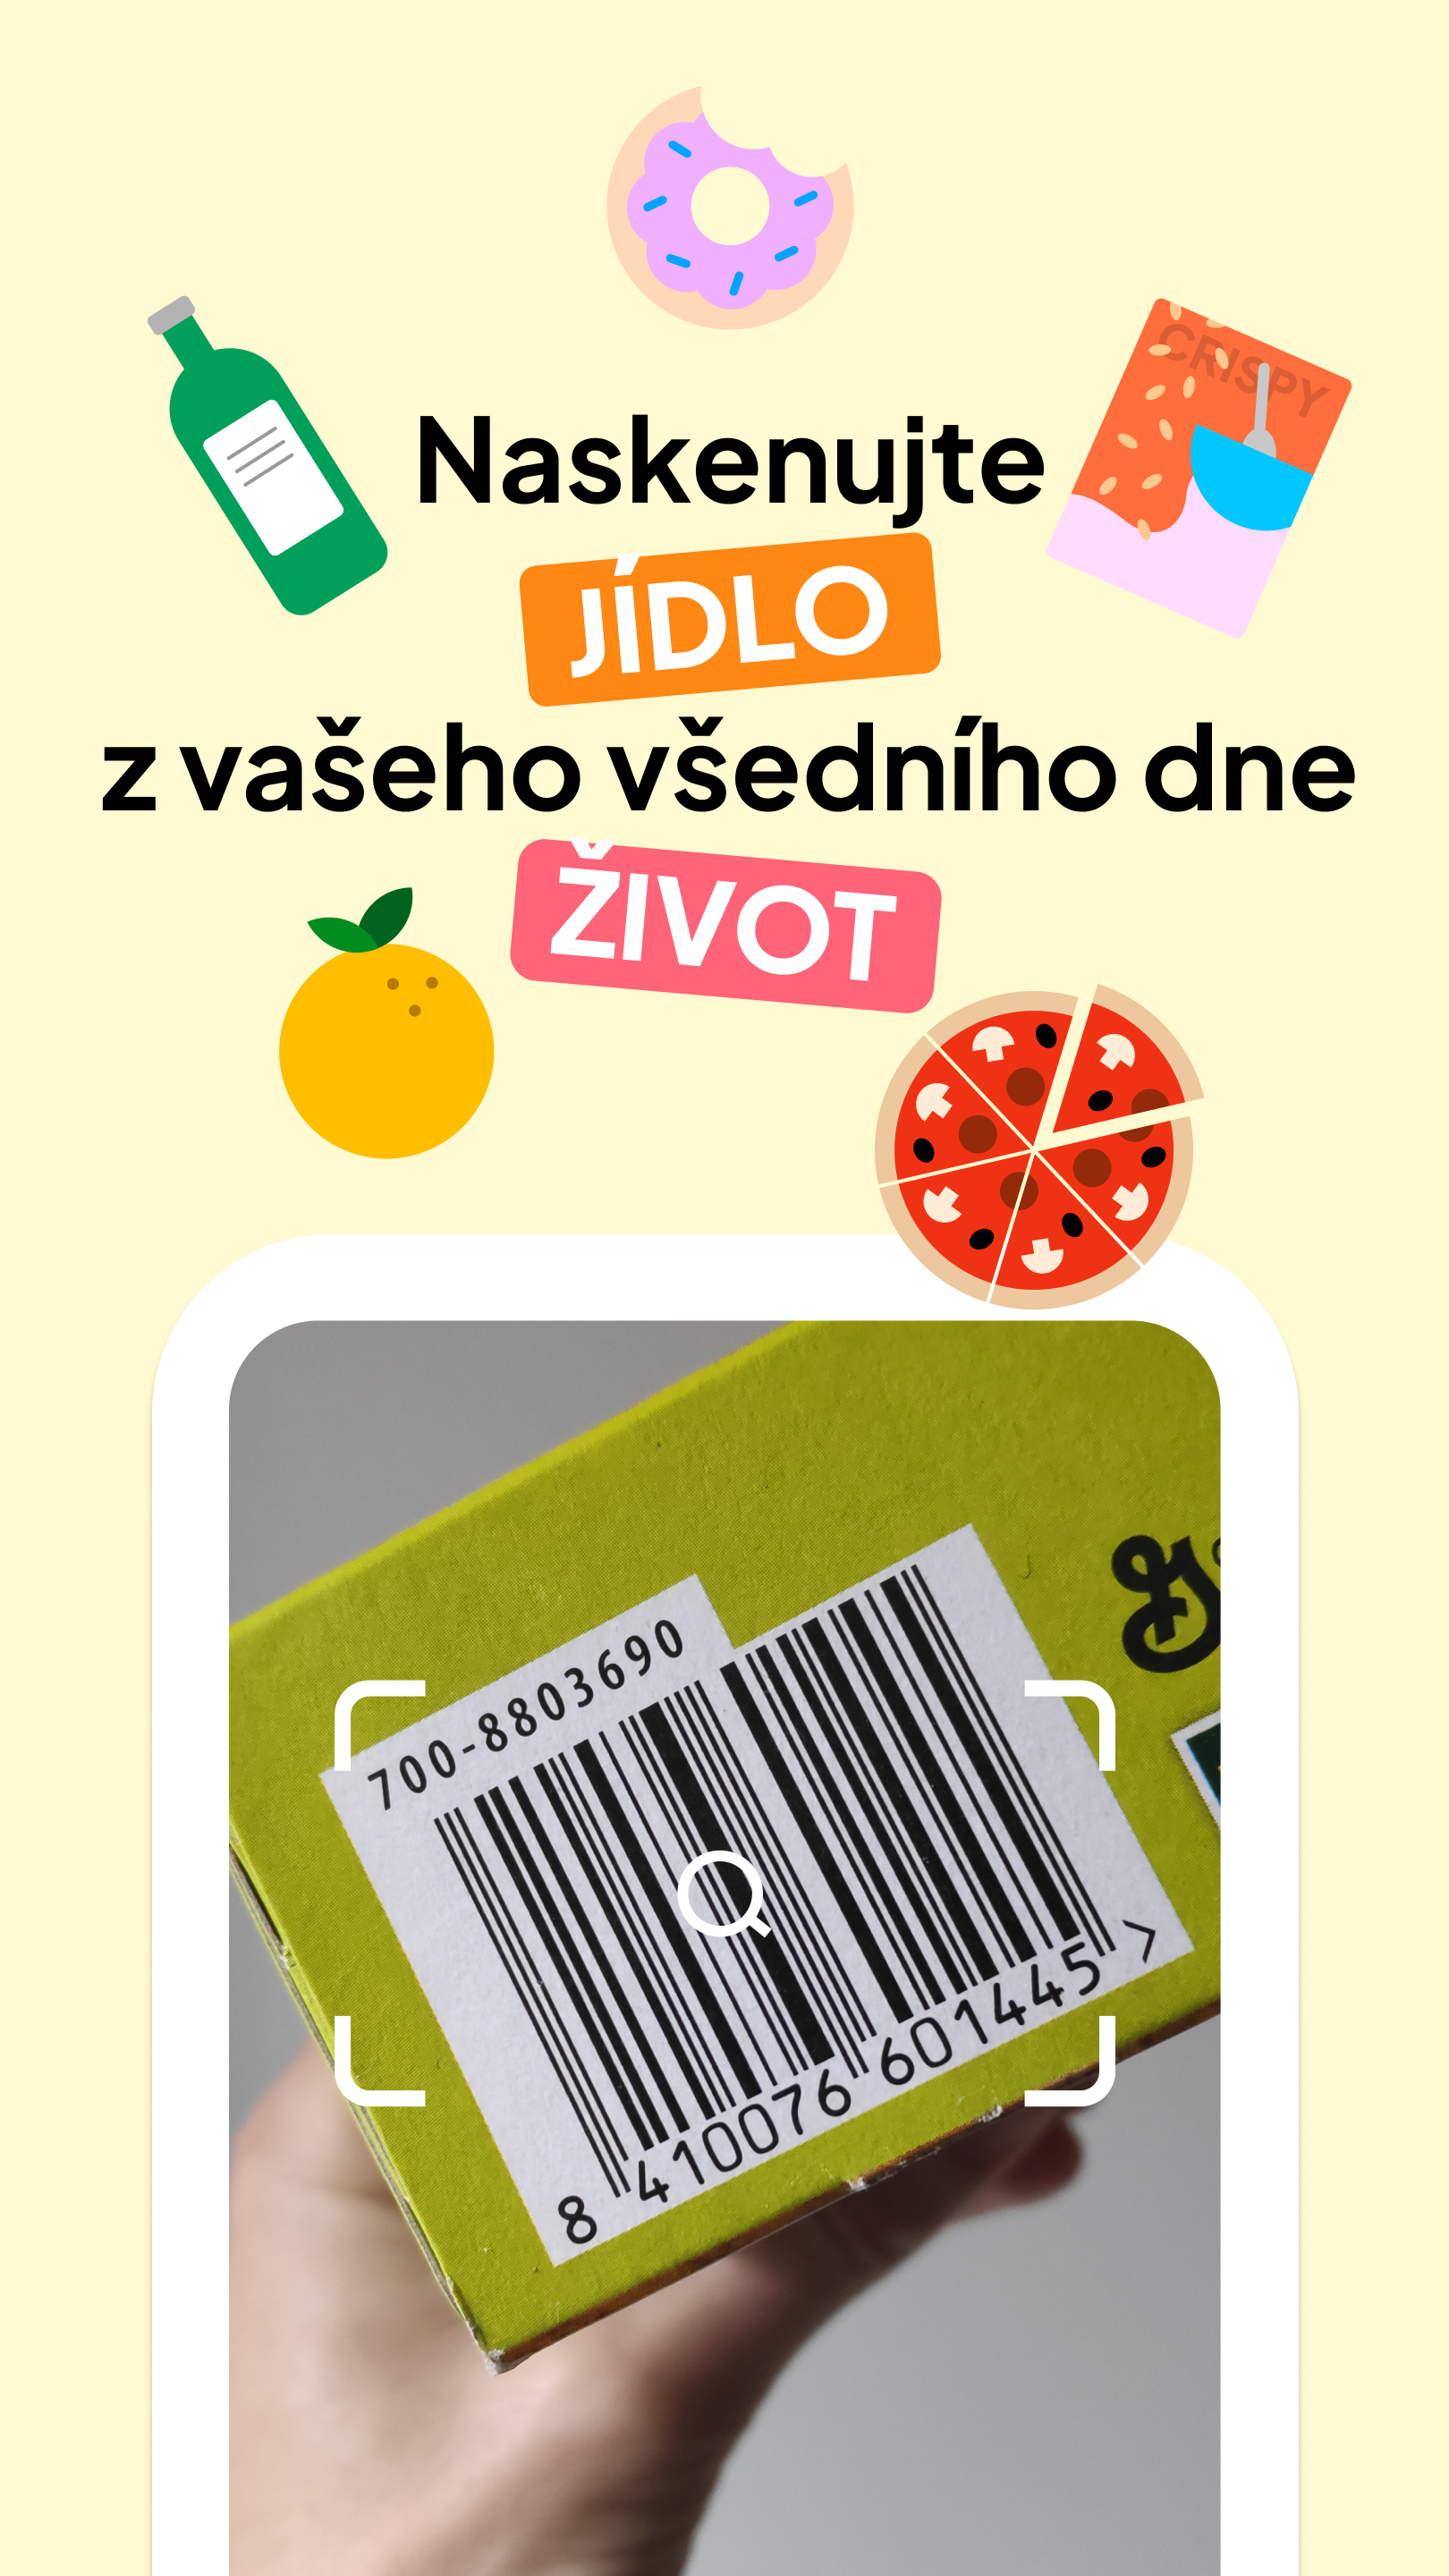 CRISPY
Naskenujte
JÍDLO
z vašeho všedního dne
ŽIVOT
700-8803690
8 410076 601445 >